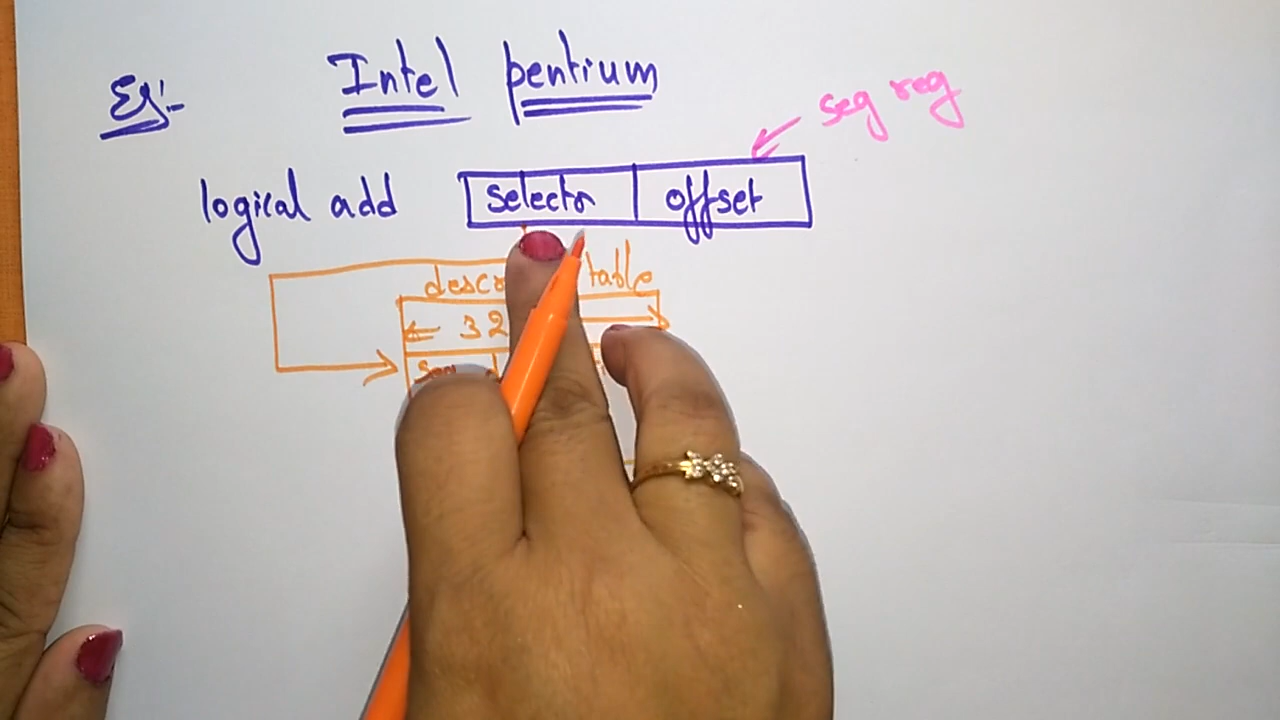 Eg:- Intel pentium
seg reg
logical add selector offset
table
32